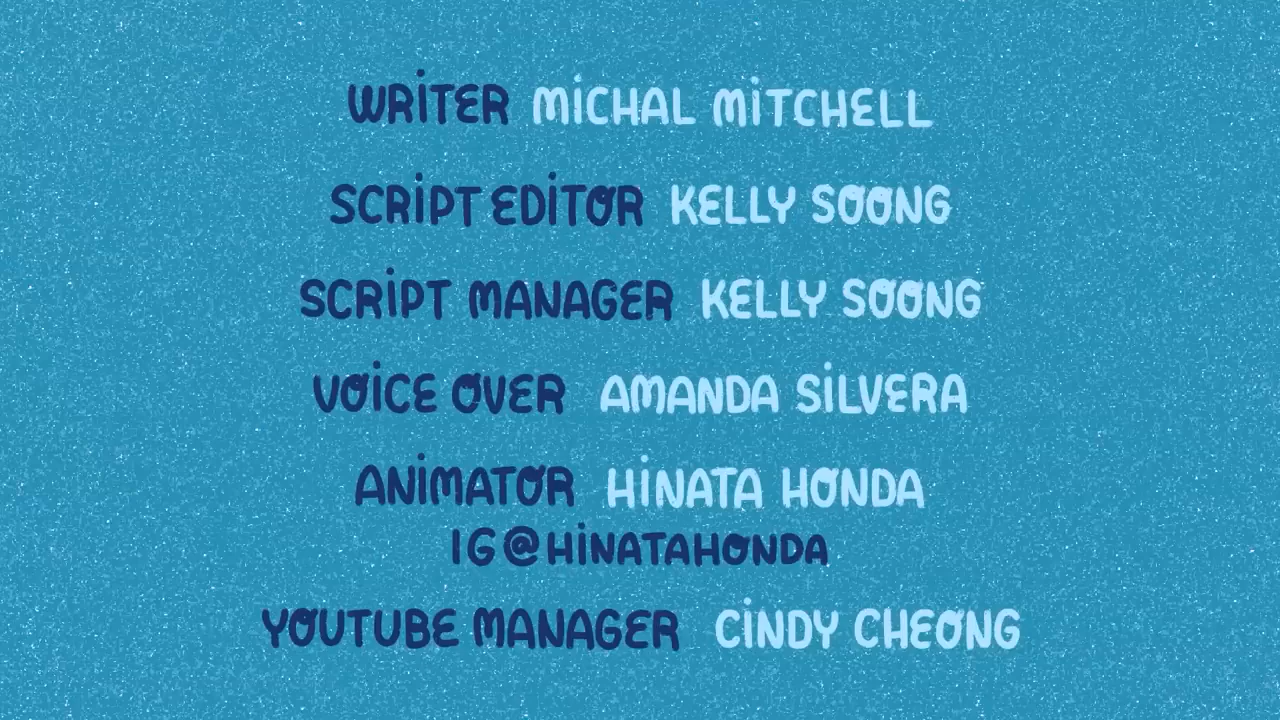 WRITER MICHAL MITCHELL
SCRIPT EDITOR KELLY SOONG
SCRIPT MANAGER KELLY SOONG
VOICE OVER AMANDA SILVERA
ANIMATOR HINATA HONDA
IG@HINATAHONDA
YOUTUBE MANAGER CINDY CHEONG